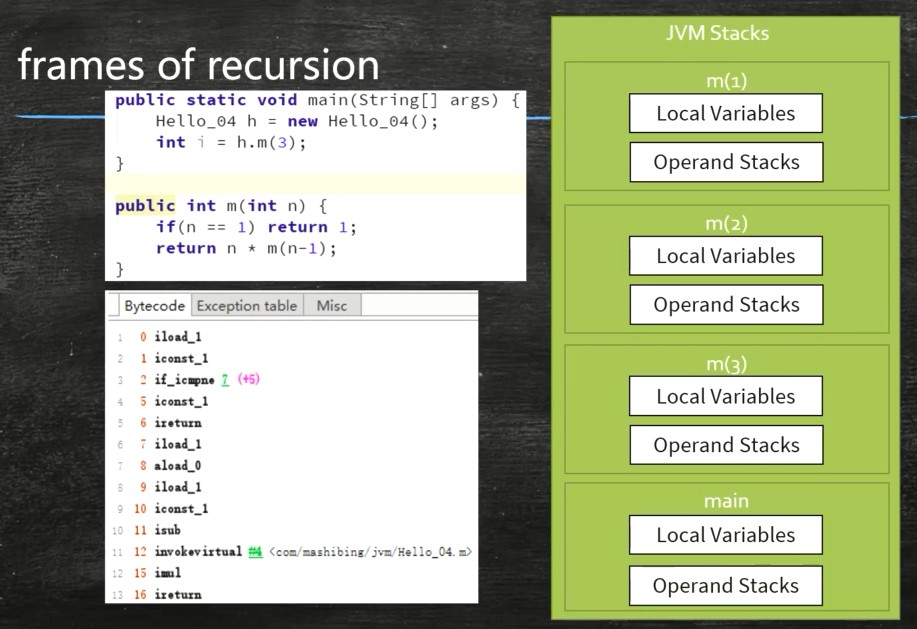 frames of recursion
public static void main(String[] args) {
Hello_04 h = new Hello_04();
int i = h.m(3);
}
public int m(int n) {
if(n == 1) return 1;
return n * m(n-1);
}
Bytecode Exception table Misc
1 0 iload_1
2 1 iconst_1
3 2 if_icmpne 7 (+5)
4 5 iconst_1
5 6 ireturn
6 7 iload_1
7 8 aload_0
8 9 iload_1
9 10 iconst_1
10 11 isub
11 12 invokevirtual #4 <com/mashibing/jvm/Hello_04.m>
12 15 imul
13 16 ireturn
JVM Stacks
m(1)
Local Variables
Operand Stacks
m(2)
Local Variables
Operand Stacks
m(3)
Local Variables
Operand Stacks
main
Local Variables
Operand Stacks